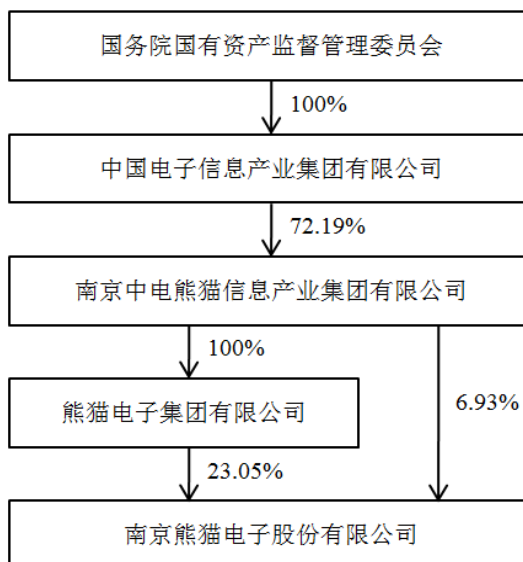 国务院国有资产监督管理委员会
100%
中国电子信息产业集团有限公司
72.19%
南京中电熊猫信息产业集团有限公司
100%
熊猫电子集团有限公司
6.93%
23.05%
南京熊猫电子股份有限公司